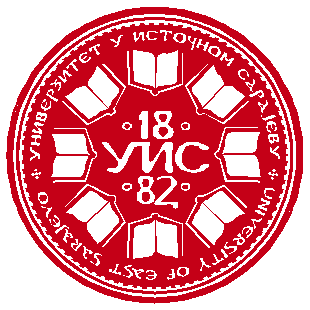 УНИВЕРЗИТЕТ У ИСТОЧНОМ САРАЈЕВУ
18
УИС
82
UNIVERSITY OF EAST SARAJEVO